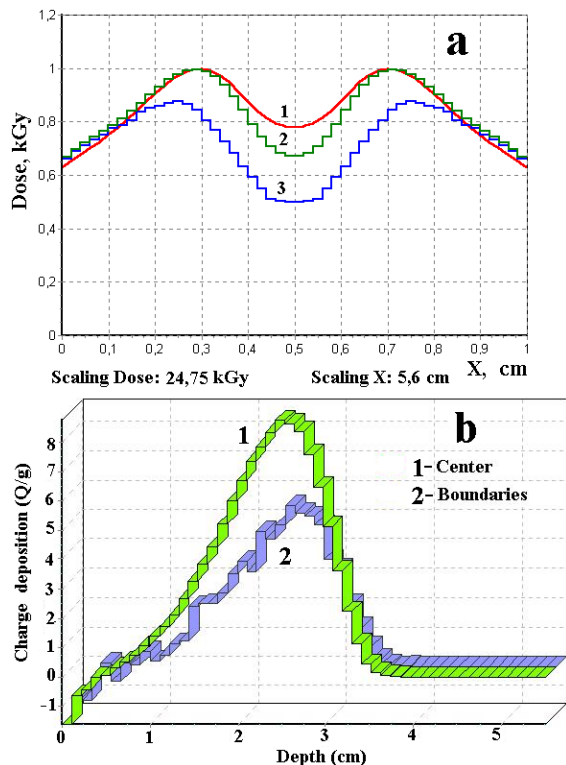 a
1,2
1
0,8
0,6
0,4
0,2
0
Dose, kGy
1
2
3
0 0,1 0,2 0,3 0,4 0,5 0,6 0,7 0,8 0,9 1
X, cm
Scaling Dose: 24,75 kGy Scaling X: 5,6 cm
b
8
7
6
5
4
3
2
1
0
-1
Charge deposition (Q/g)
1
2
1- Center
2- Boundaries
0 1 2 3 4 5
Depth (cm)